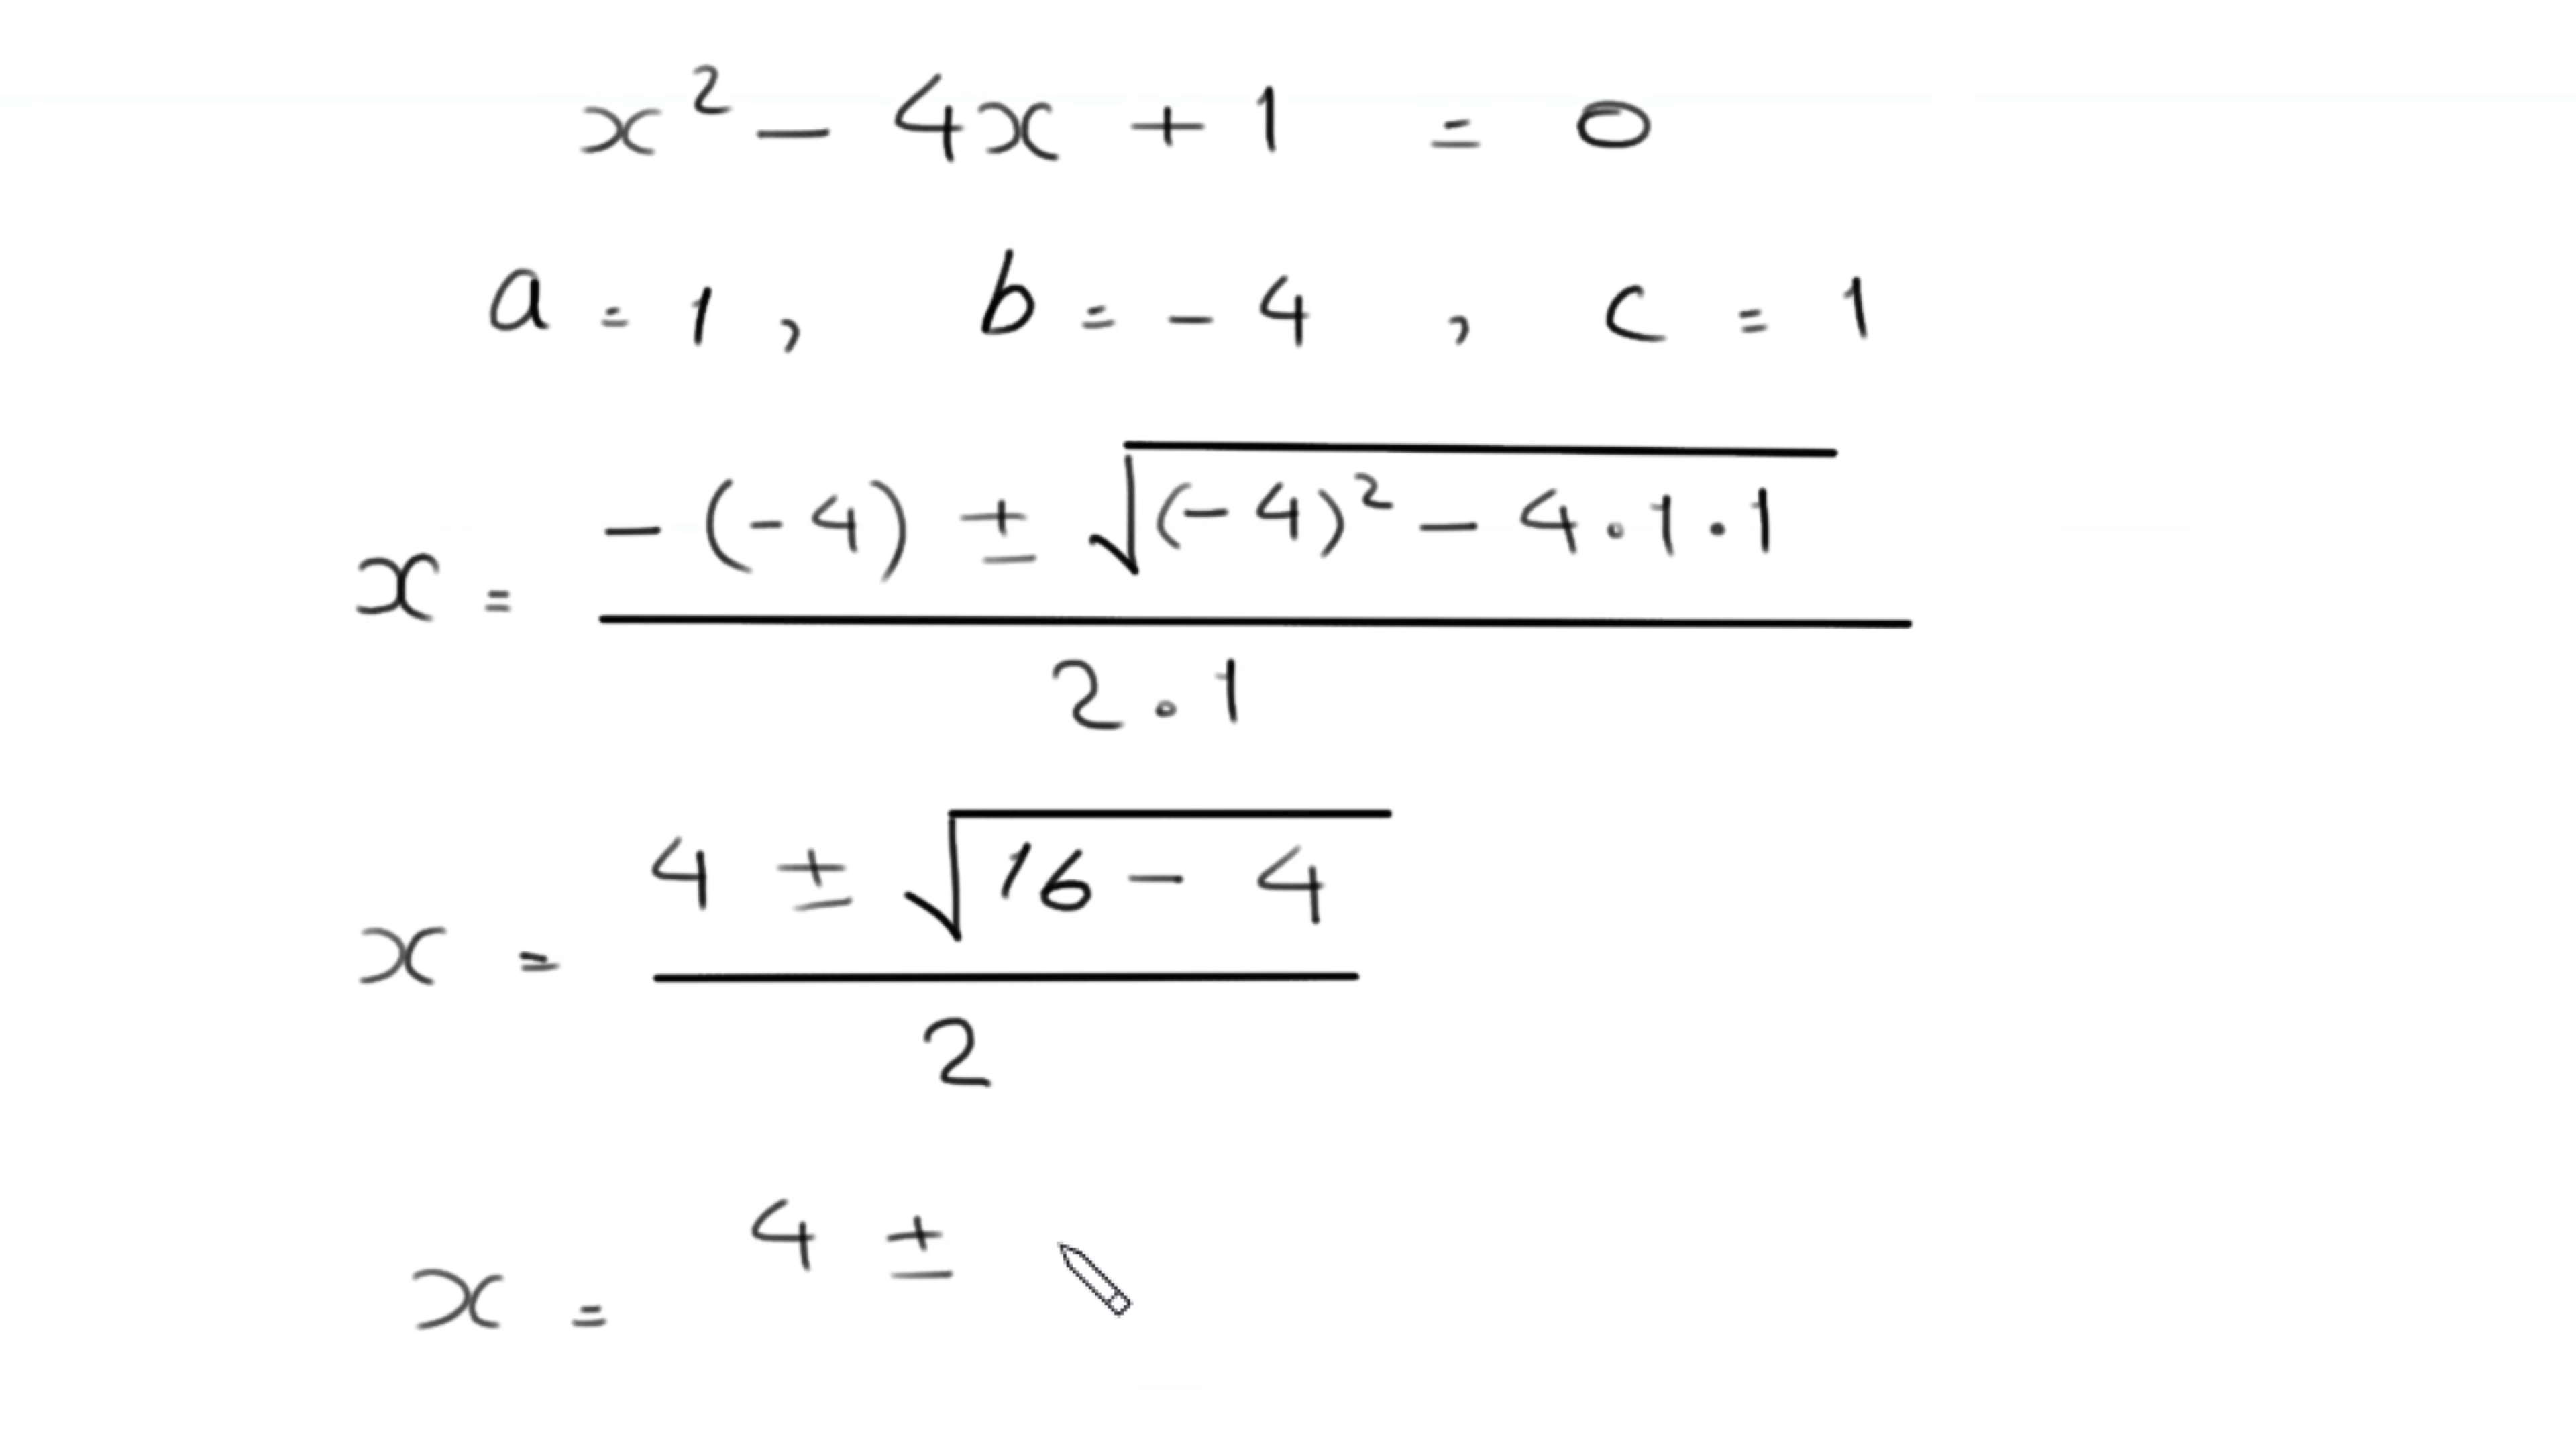 x² - 4x + 1 = 0
a = 1, b = -4, c = 1
x = (-(-4) ± √((-4)² - 4·1·1)) / (2·1)
x = (4 ± √(16 - 4)) / 2
x = 4 ±